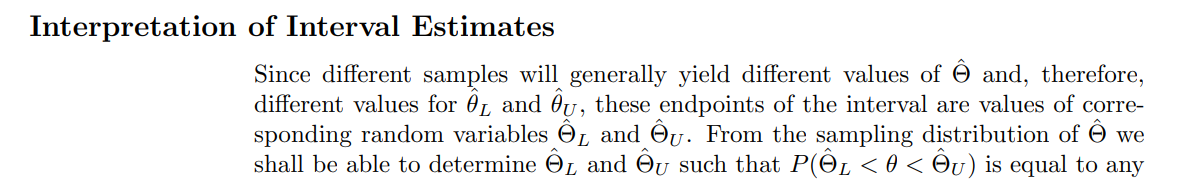 Interpretation of Interval Estimates
Since different samples will generally yield different values of Θ̂ and, therefore,
different values for θ̂_L and θ̂_U, these endpoints of the interval are values of corre-
sponding random variables Θ̂_L and Θ̂_U. From the sampling distribution of Θ̂ we
shall be able to determine Θ̂_L and Θ̂_U such that P(Θ̂_L < θ < Θ̂_U) is equal to any